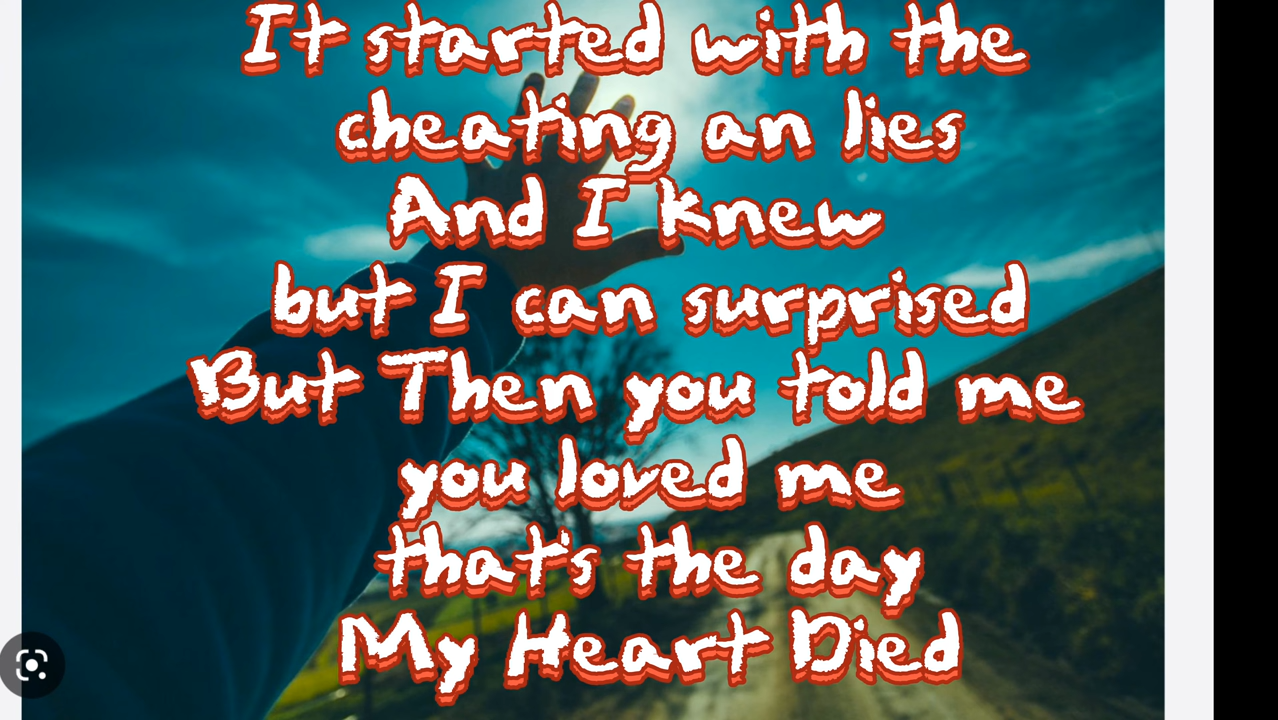 It started with the
cheating an lies
And I knew
but I can surprised
But Then you told me
you loved me
that's the day
My Heart Died